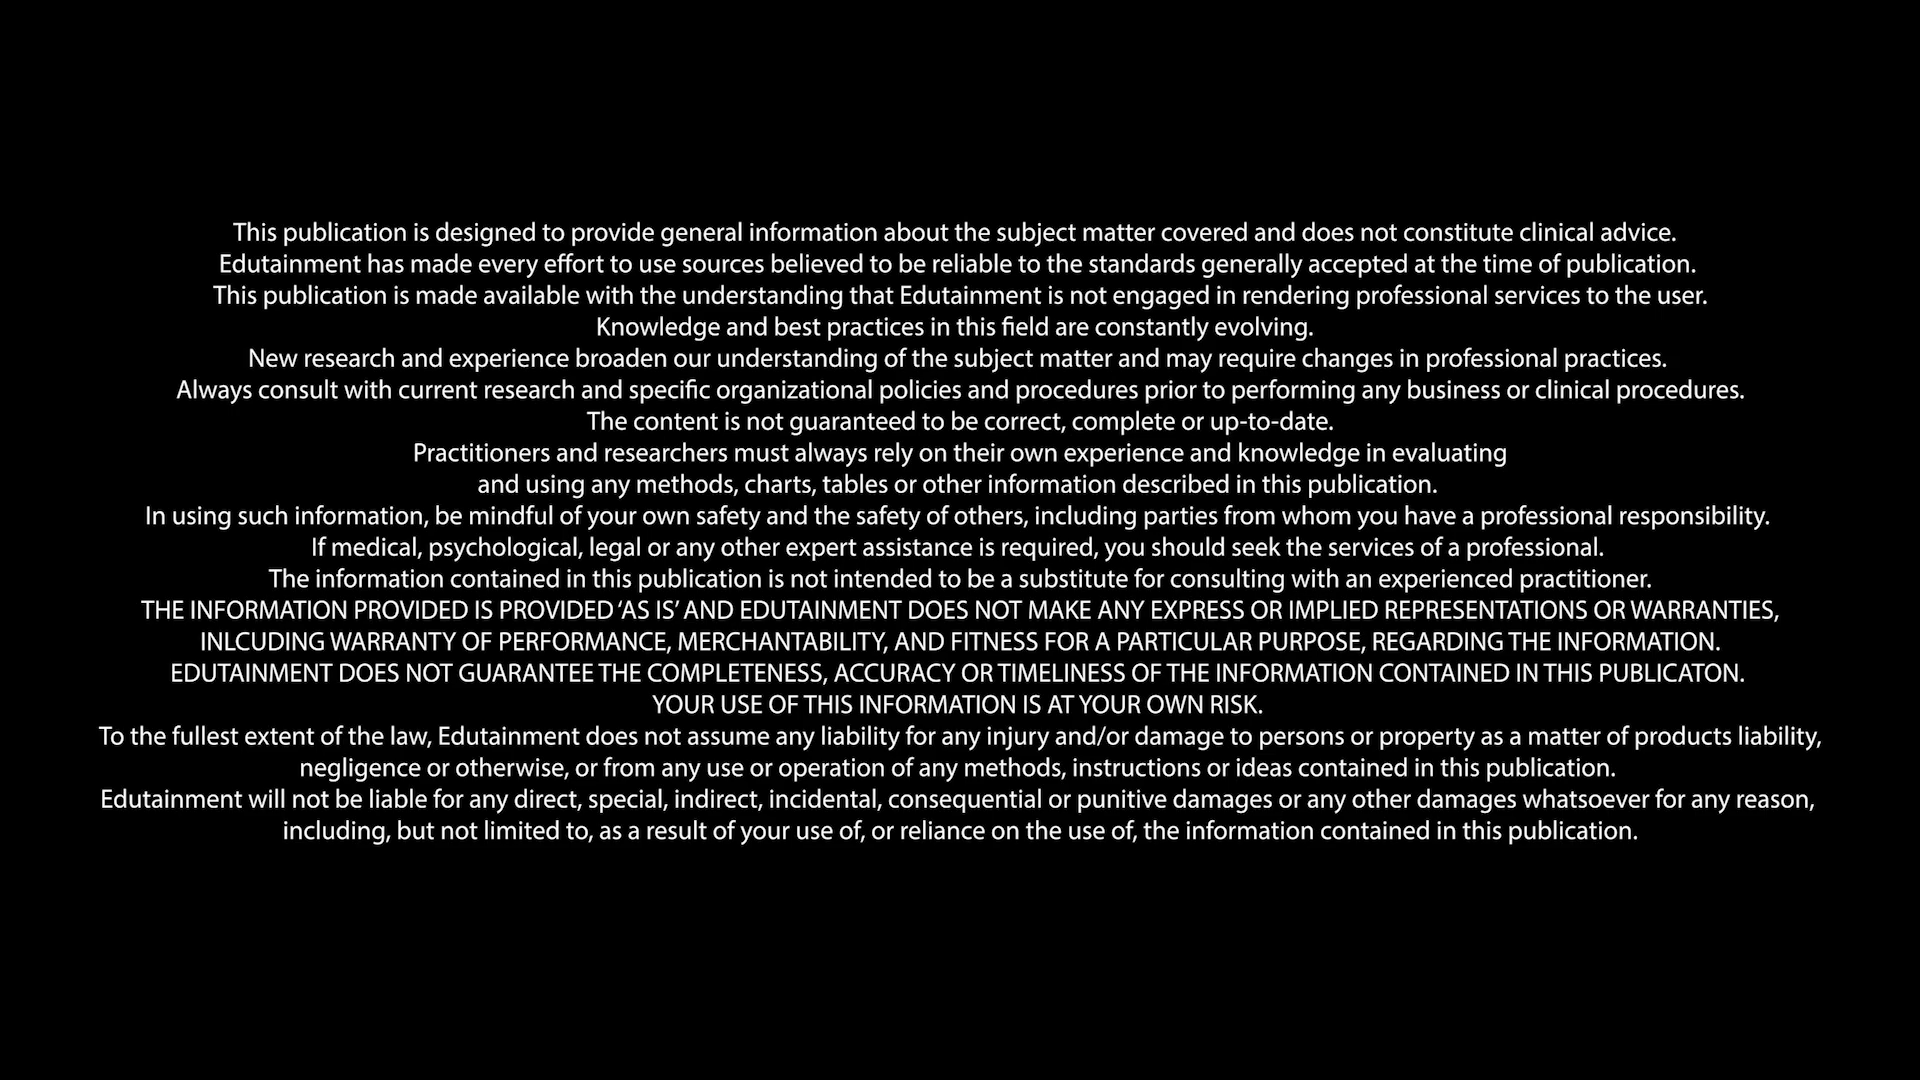 This publication is designed to provide general information about the subject matter covered and does not constitute clinical advice.
Edutainment has made every effort to use sources believed to be reliable to the standards generally accepted at the time of publication.
This publication is made available with the understanding that Edutainment is not engaged in rendering professional services to the user.
Knowledge and best practices in this field are constantly evolving.
New research and experience broaden our understanding of the subject matter and may require changes in professional practices.
Always consult with current research and specific organizational policies and procedures prior to performing any business or clinical procedures.
The content is not guaranteed to be correct, complete or up-to-date.
Practitioners and researchers must always rely on their own experience and knowledge in evaluating
and using any methods, charts, tables or other information described in this publication.
In using such information, be mindful of your own safety and the safety of others, including parties from whom you have a professional responsibility.
If medical, psychological, legal or any other expert assistance is required, you should seek the services of a professional.
The information contained in this publication is not intended to be a substitute for consulting with an experienced practitioner.
THE INFORMATION PROVIDED IS PROVIDED ‘AS IS’ AND EDUTAINMENT DOES NOT MAKE ANY EXPRESS OR IMPLIED REPRESENTATIONS OR WARRANTIES,
INLCUDING WARRANTY OF PERFORMANCE, MERCHANTABILITY, AND FITNESS FOR A PARTICULAR PURPOSE, REGARDING THE INFORMATION.
EDUTAINMENT DOES NOT GUARANTEE THE COMPLETENESS, ACCURACY OR TIMELINESS OF THE INFORMATION CONTAINED IN THIS PUBLICATON.
YOUR USE OF THIS INFORMATION IS AT YOUR OWN RISK.
To the fullest extent of the law, Edutainment does not assume any liability for any injury and/or damage to persons or property as a matter of products liability,
negligence or otherwise, or from any use or operation of any methods, instructions or ideas contained in this publication.
Edutainment will not be liable for any direct, special, indirect, incidental, consequential or punitive damages or any other damages whatsoever for any reason,
including, but not limited to, as a result of your use of, or reliance on the use of, the information contained in this publication.